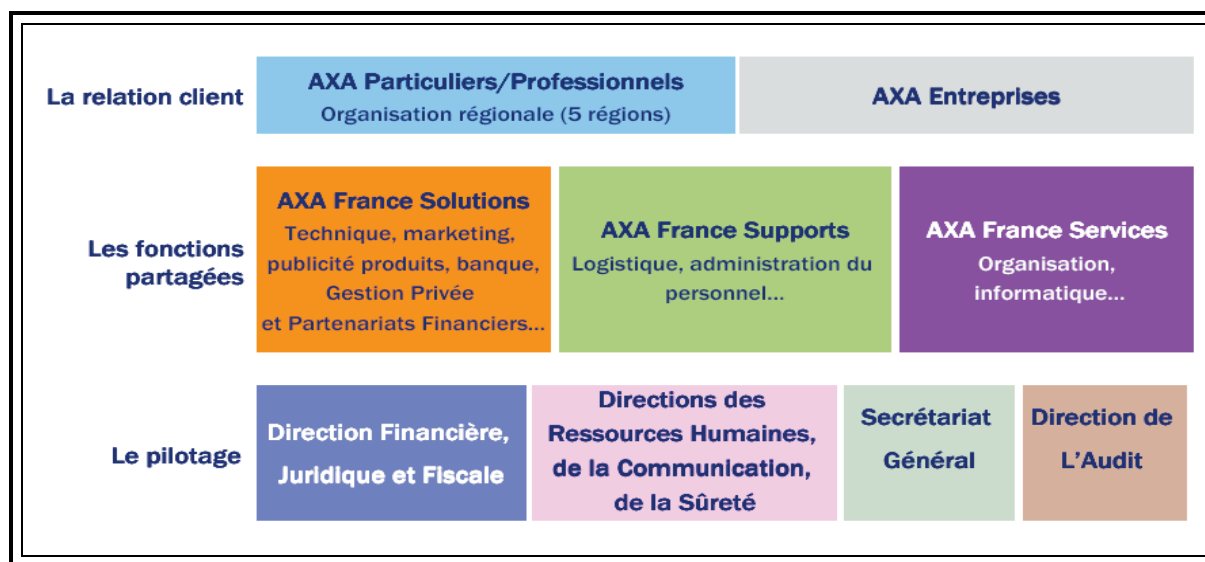 La relation client
AXA Particuliers/Professionnels
Organisation régionale (5 régions)
AXA Entreprises
Les fonctions
partagées
AXA France Solutions
Technique, marketing,
publicité produits, banque,
Gestion Privée
et Partenariats Financiers...
AXA France Supports
Logistique, administration du
personnel...
AXA France Services
Organisation,
informatique...
Le pilotage
Direction Financière,
Juridique et Fiscale
Directions des
Ressources Humaines,
de la Communication,
de la Sûreté
Secrétariat
Général
Direction de
L'Audit